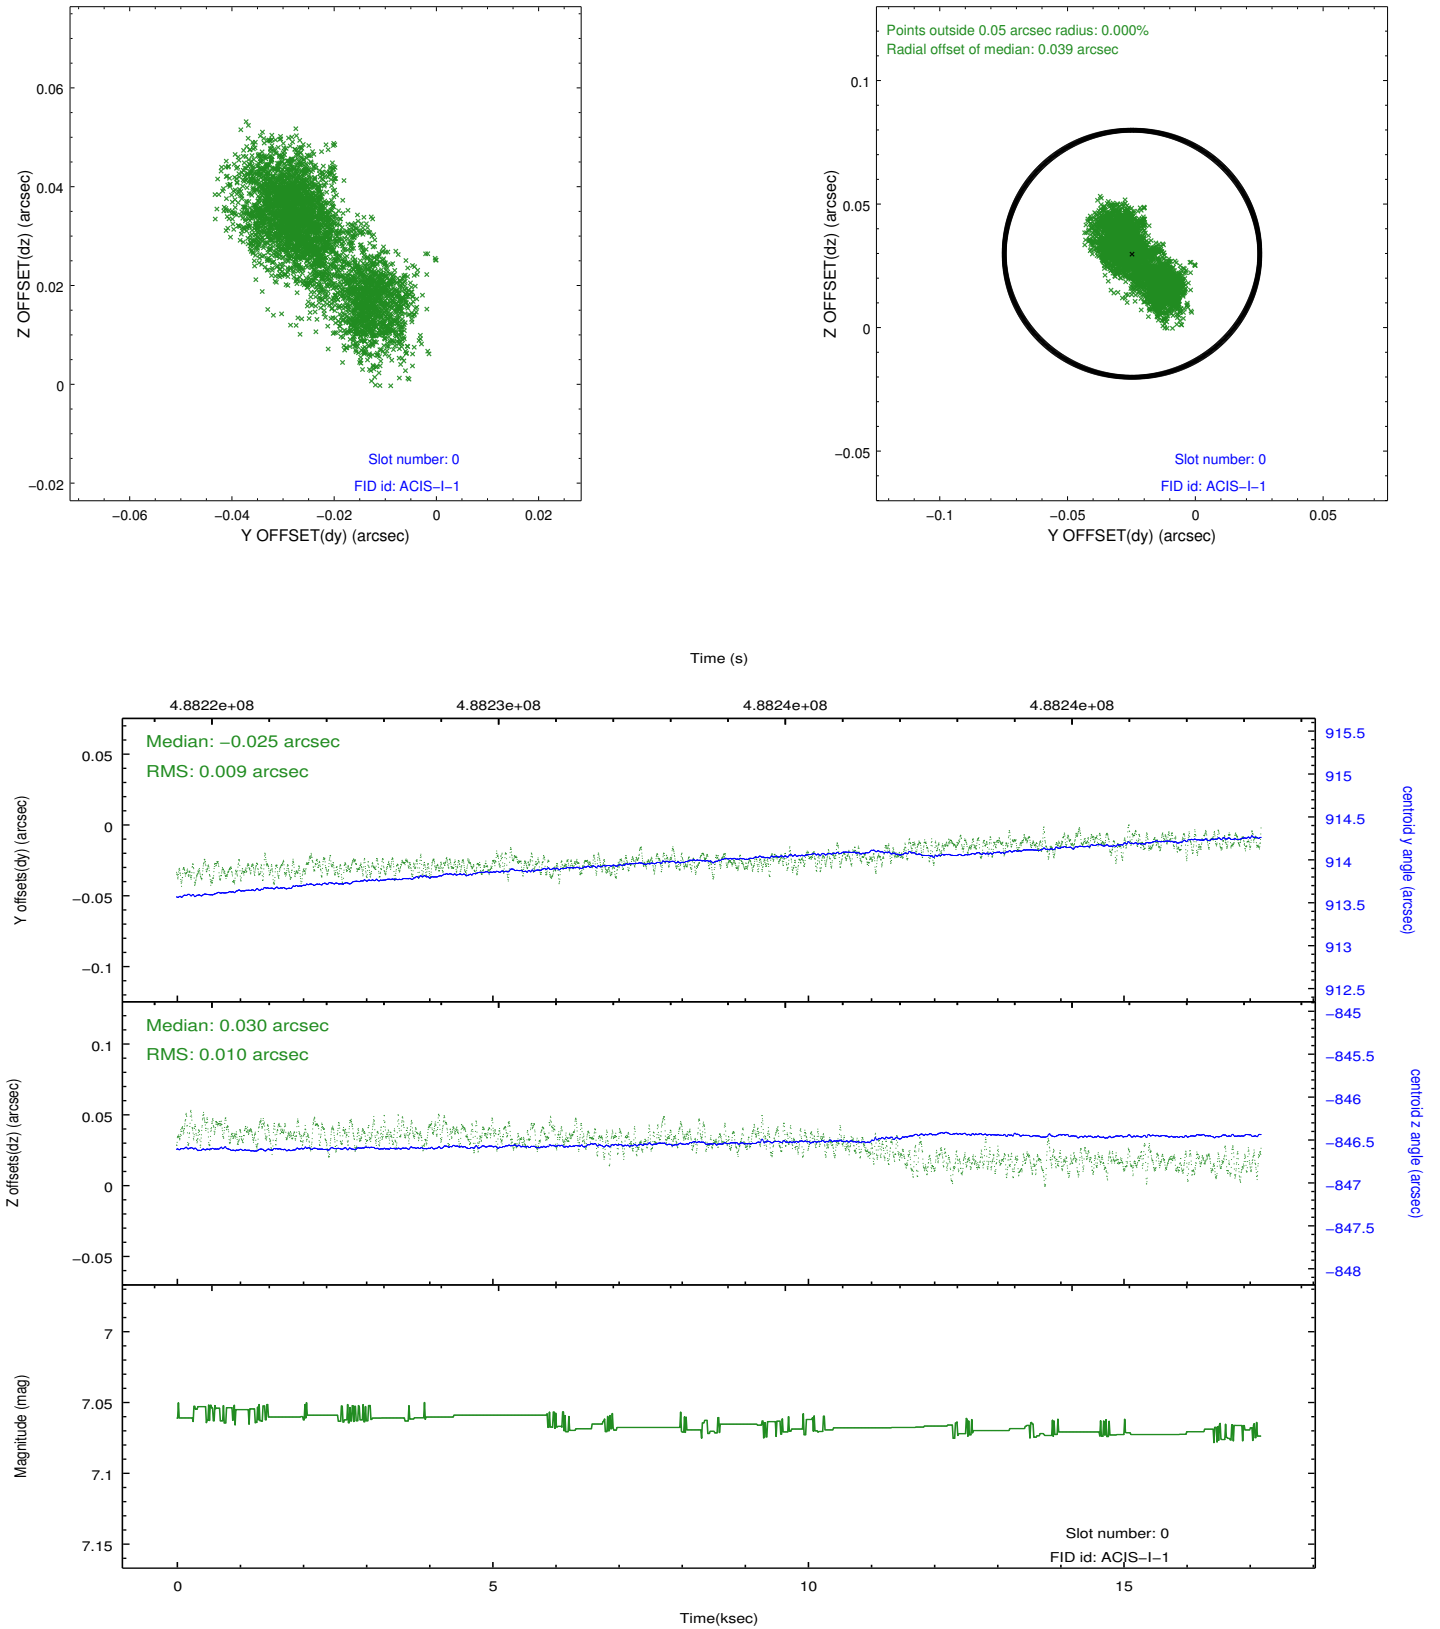 0.06
0.04
0.02
0
−0.02
Z OFFSET(dz) (arcsec)
Slot number: 0
FID id: ACIS−I−1
−0.06 −0.04 −0.02 0 0.02
Y OFFSET(dy) (arcsec)
Points outside 0.05 arcsec radius: 0.000%
Radial offset of median: 0.039 arcsec
0.1
0.05
0
−0.05
Z OFFSET(dz) (arcsec)
Slot number: 0
FID id: ACIS−I−1
−0.1 −0.05 0 0.05
Y OFFSET(dy) (arcsec)
Time (s)
4.8822e+08 4.8823e+08 4.8824e+08 4.8824e+08
Median: −0.025 arcsec
RMS: 0.009 arcsec
0.05
0
−0.05
−0.1
Y offsets(dy) (arcsec)
915.5
915
914.5
914
913.5
913
912.5
centroid y angle (arcsec)
Median: 0.030 arcsec
RMS: 0.010 arcsec
0.1
0.05
0
−0.05
Z offsets(dz) (arcsec)
−845
−845.5
−846
−846.5
−847
−847.5
−848
centroid z angle (arcsec)
7
7.05
7.1
7.15
Magnitude (mag)
Slot number: 0
FID id: ACIS−I−1
0 5 10 15
Time(ksec)